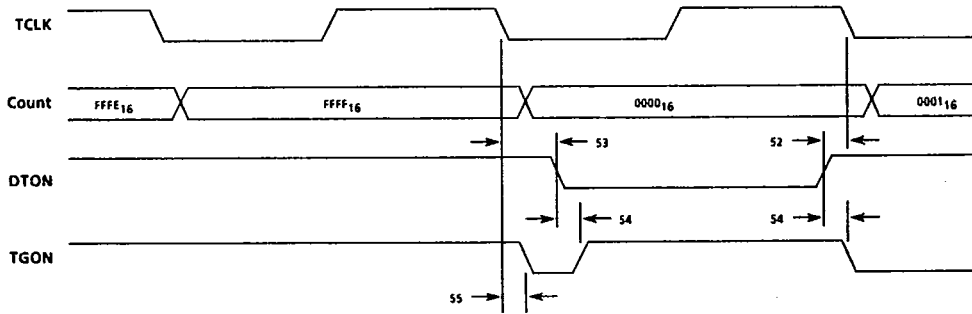 TCLK
Count FFFE16 FFFF16 000016 000116
53 52
DTON
54 54
TGON
55